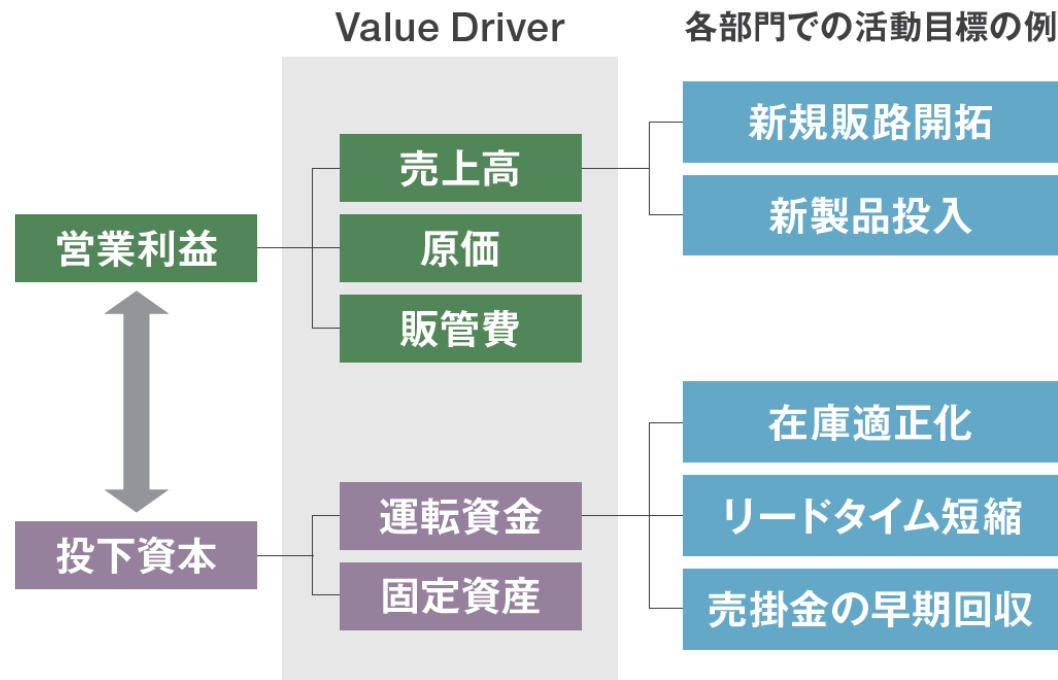 Value Driver
各部門での活動目標の例
営業利益
売上高
原価
販管費
新規販路開拓
新製品投入
投下資本
運転資金
固定資産
在庫適正化
リードタイム短縮
売掛金の早期回収